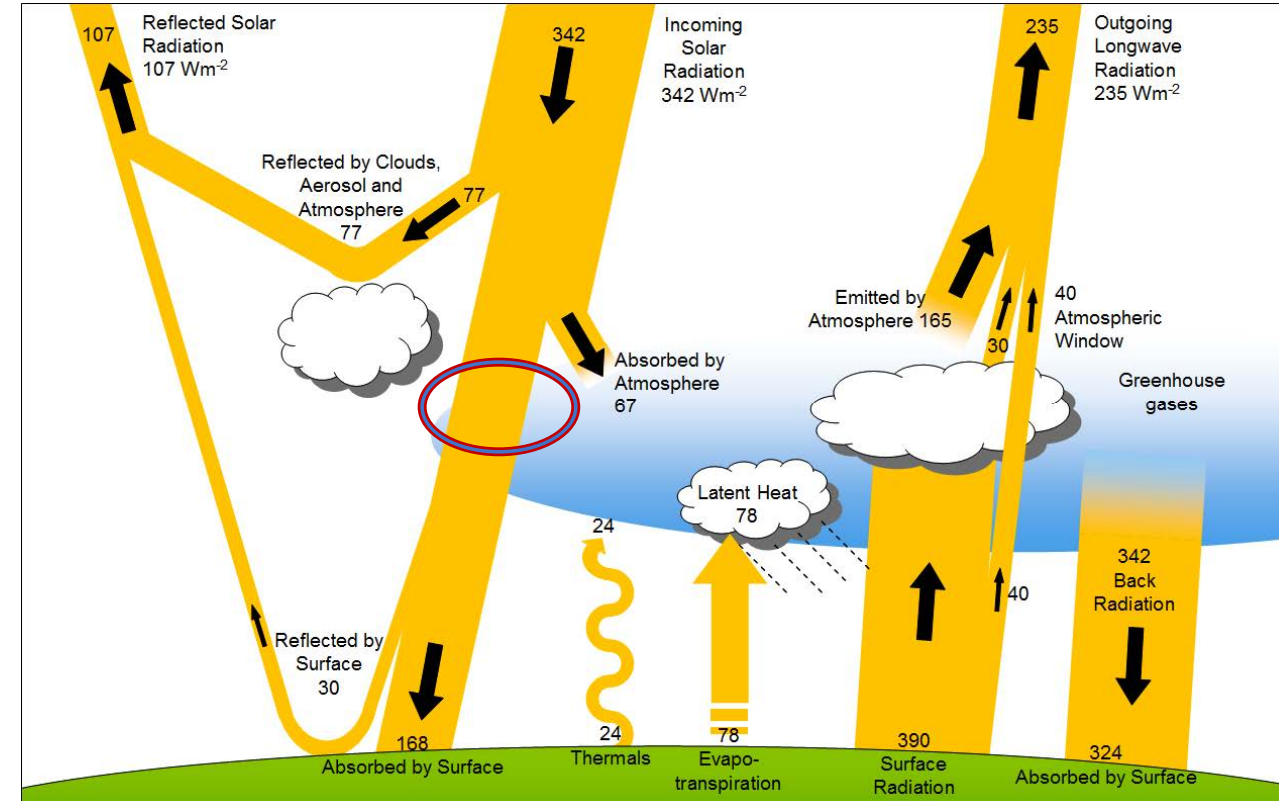 107
Reflected Solar
Radiation
107 Wm-2
342
Incoming
Solar
Radiation
342 Wm-2
235
Outgoing
Longwave
Radiation
235 Wm-2
Reflected by Clouds,
Aerosol and
Atmosphere
77
77
Emitted by
Atmosphere 165
30
40
Atmospheric
Window
Absorbed by
Atmosphere
67
Greenhouse
gases
Latent Heat
78
24
342
Back
Radiation
40
Reflected by
Surface
30
168
Absorbed by Surface
24
Thermals
78
Evapo-
transpiration
390
Surface
Radiation
324
Absorbed by Surface